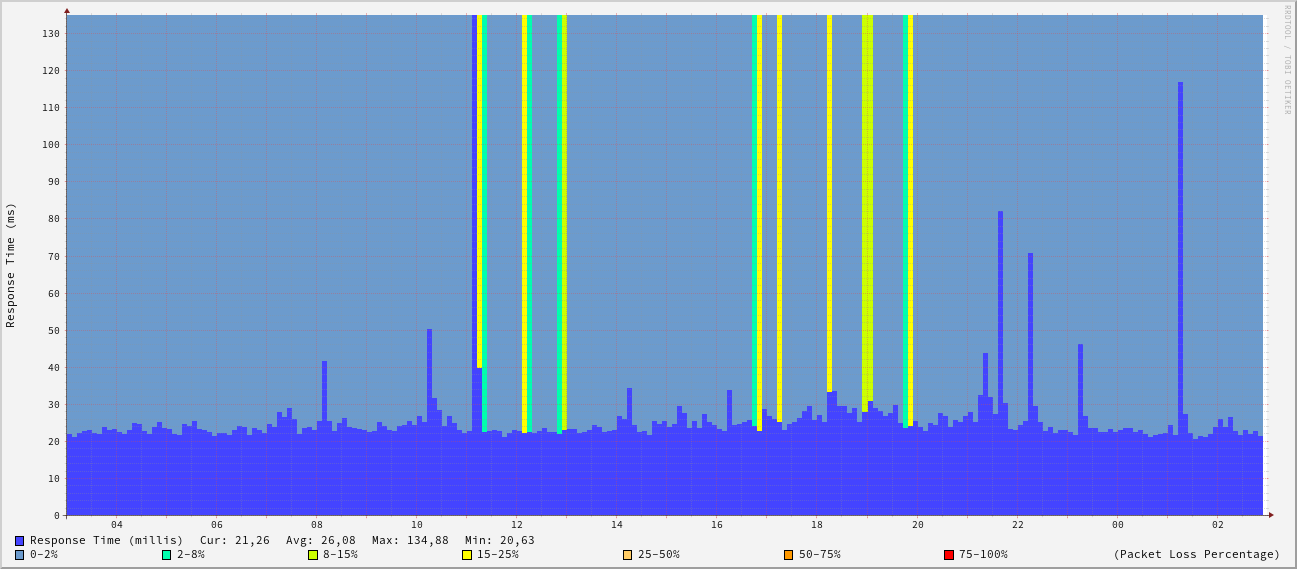 RRDTOOL / TOBI OETIKER
Response Time (ms)
130
120
110
100
90
80
70
60
50
40
30
20
10
0
04 06 08 10 12 14 16 18 20 22 00 02
Response Time (millis) Cur: 21,26 Avg: 26,08 Max: 134,88 Min: 20,63
0-2% 2-8% 8-15% 15-25% 25-50% 50-75% 75-100% (Packet Loss Percentage)